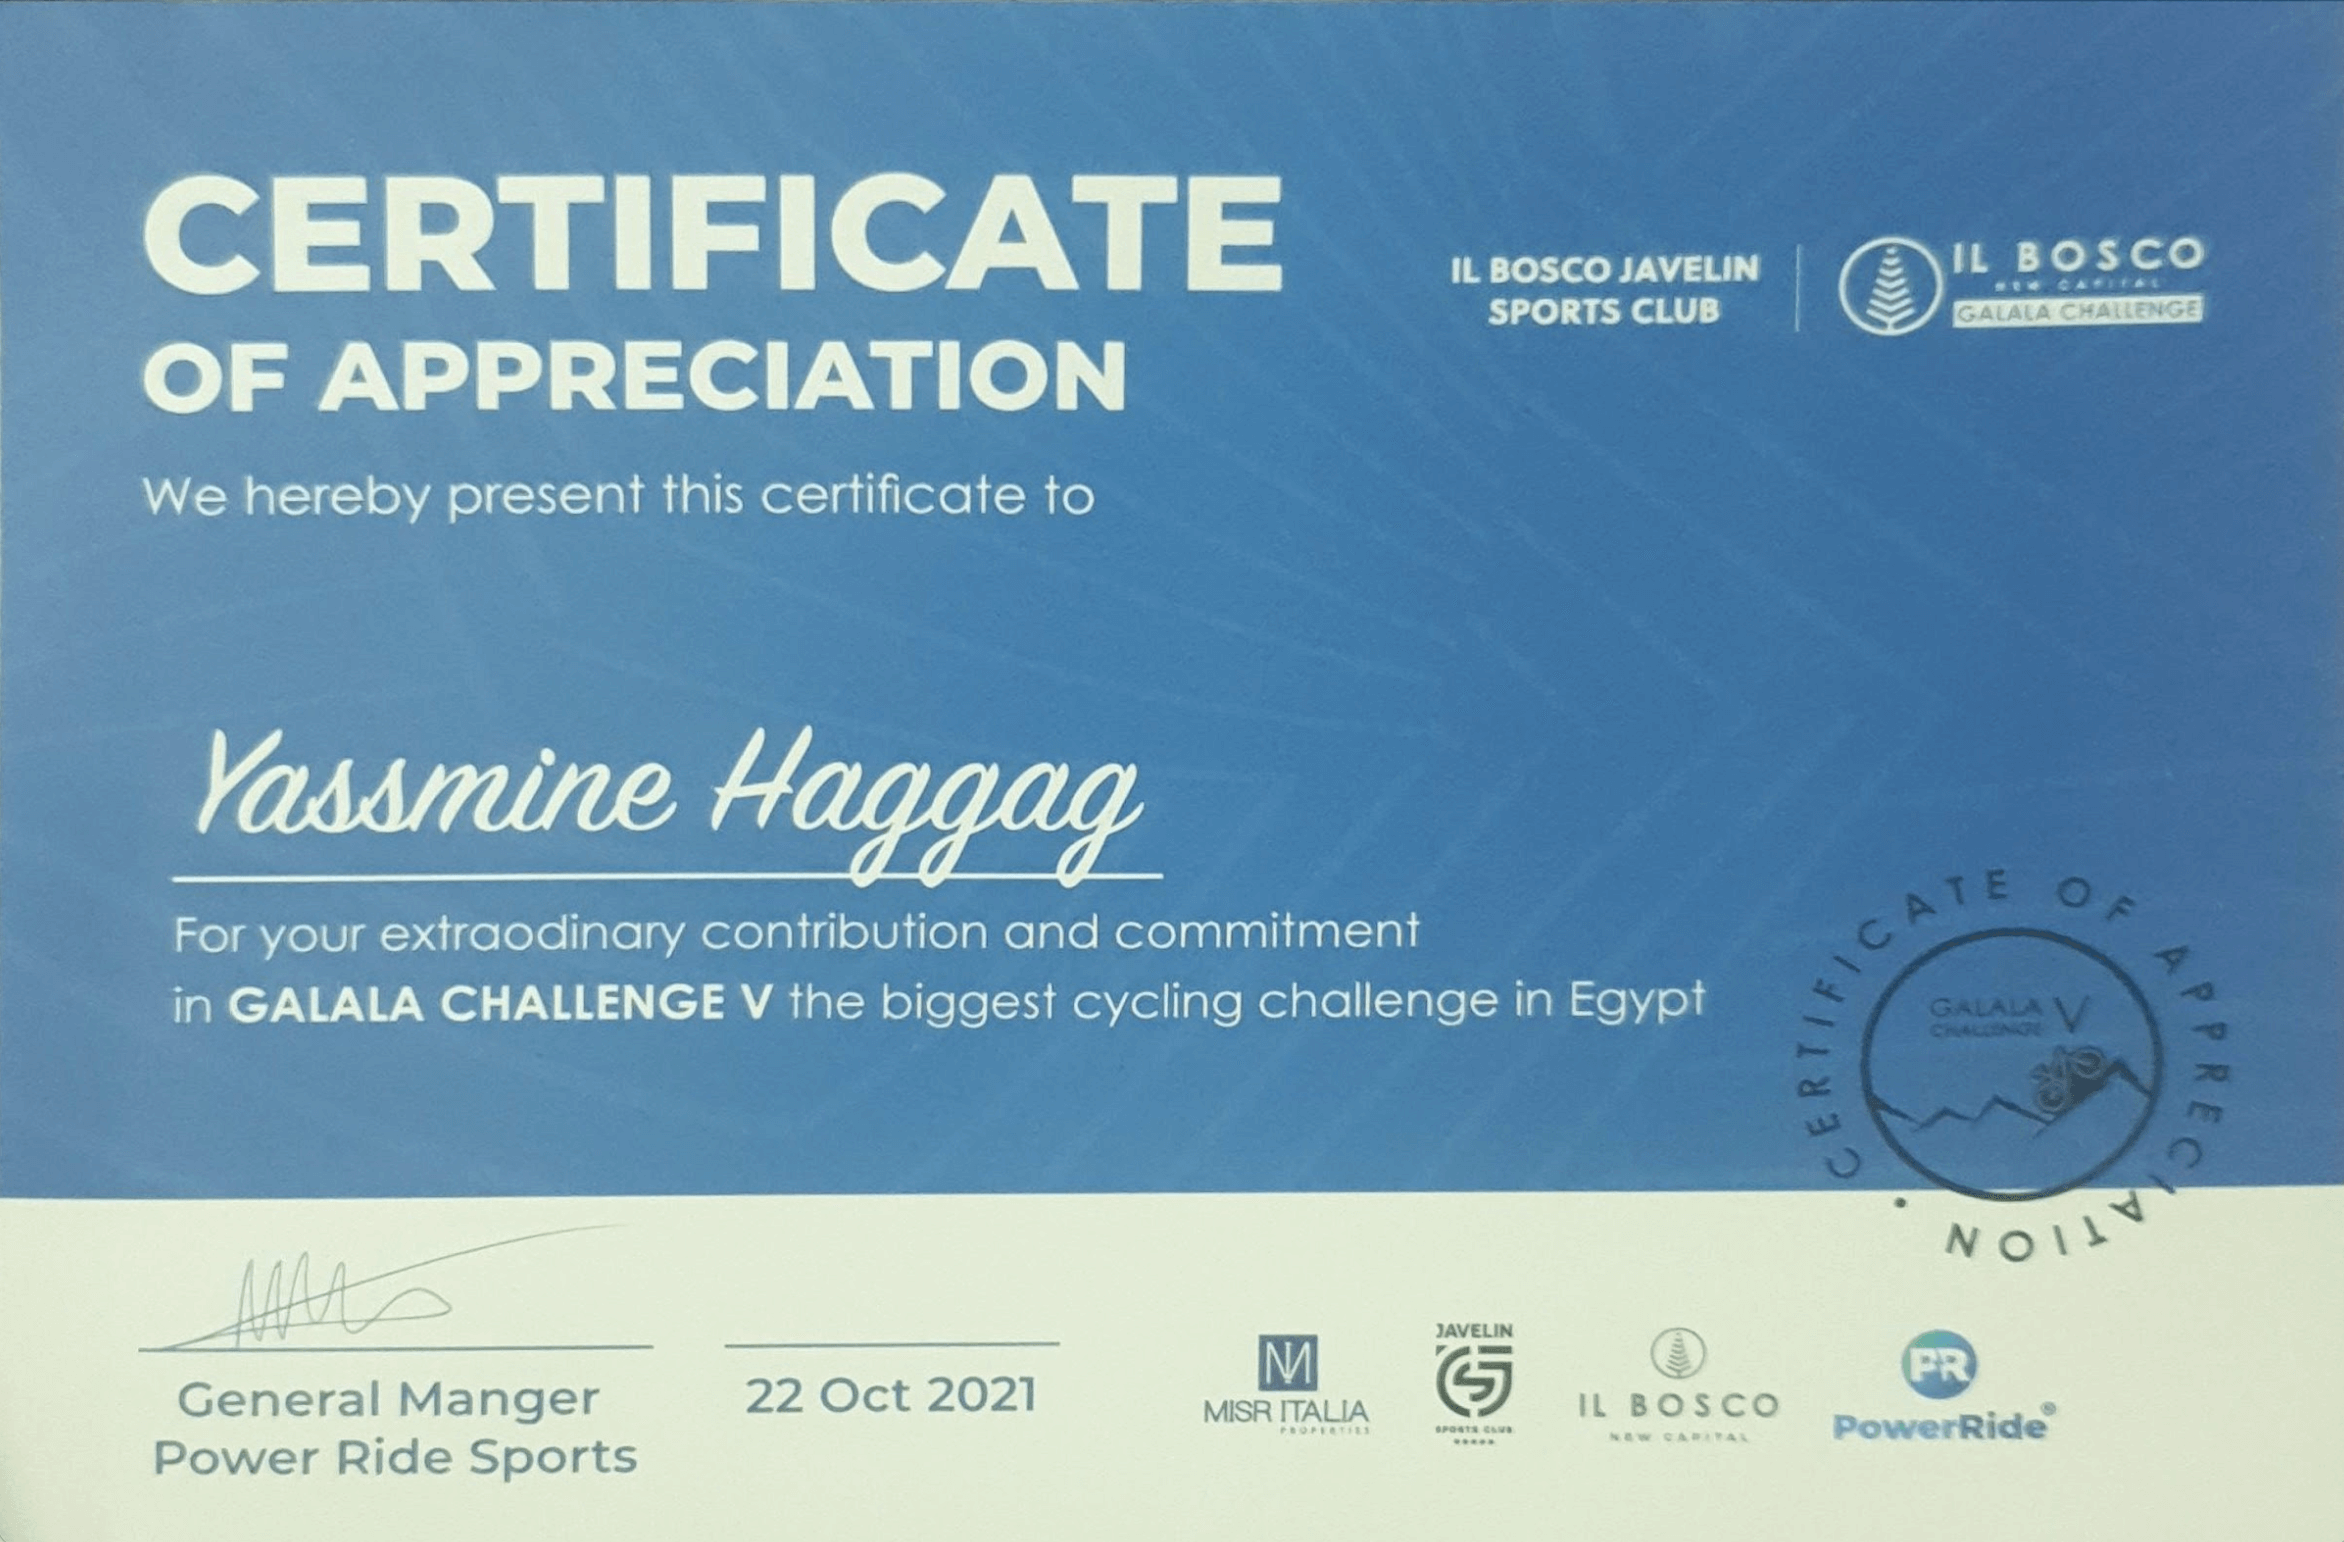 CERTIFICATE
OF APPRECIATION
IL BOSCO JAVELIN
SPORTS CLUB
IL BOSCO
NEW CAPITAL
GALALA CHALLENGE
We hereby present this certificate to
Yassmine Haggag
For your extraodinary contribution and commitment
in GALALA CHALLENGE V the biggest cycling challenge in Egypt
CERTIFICATE OF APPRECIATION
GALALA V
CHALLENGE
General Manger
Power Ride Sports
22 Oct 2021
MISR ITALIA
PROPERTIES
JAVELIN
SPORTS CLUB
IL BOSCO
NEW CAPITAL
PR
PowerRide®